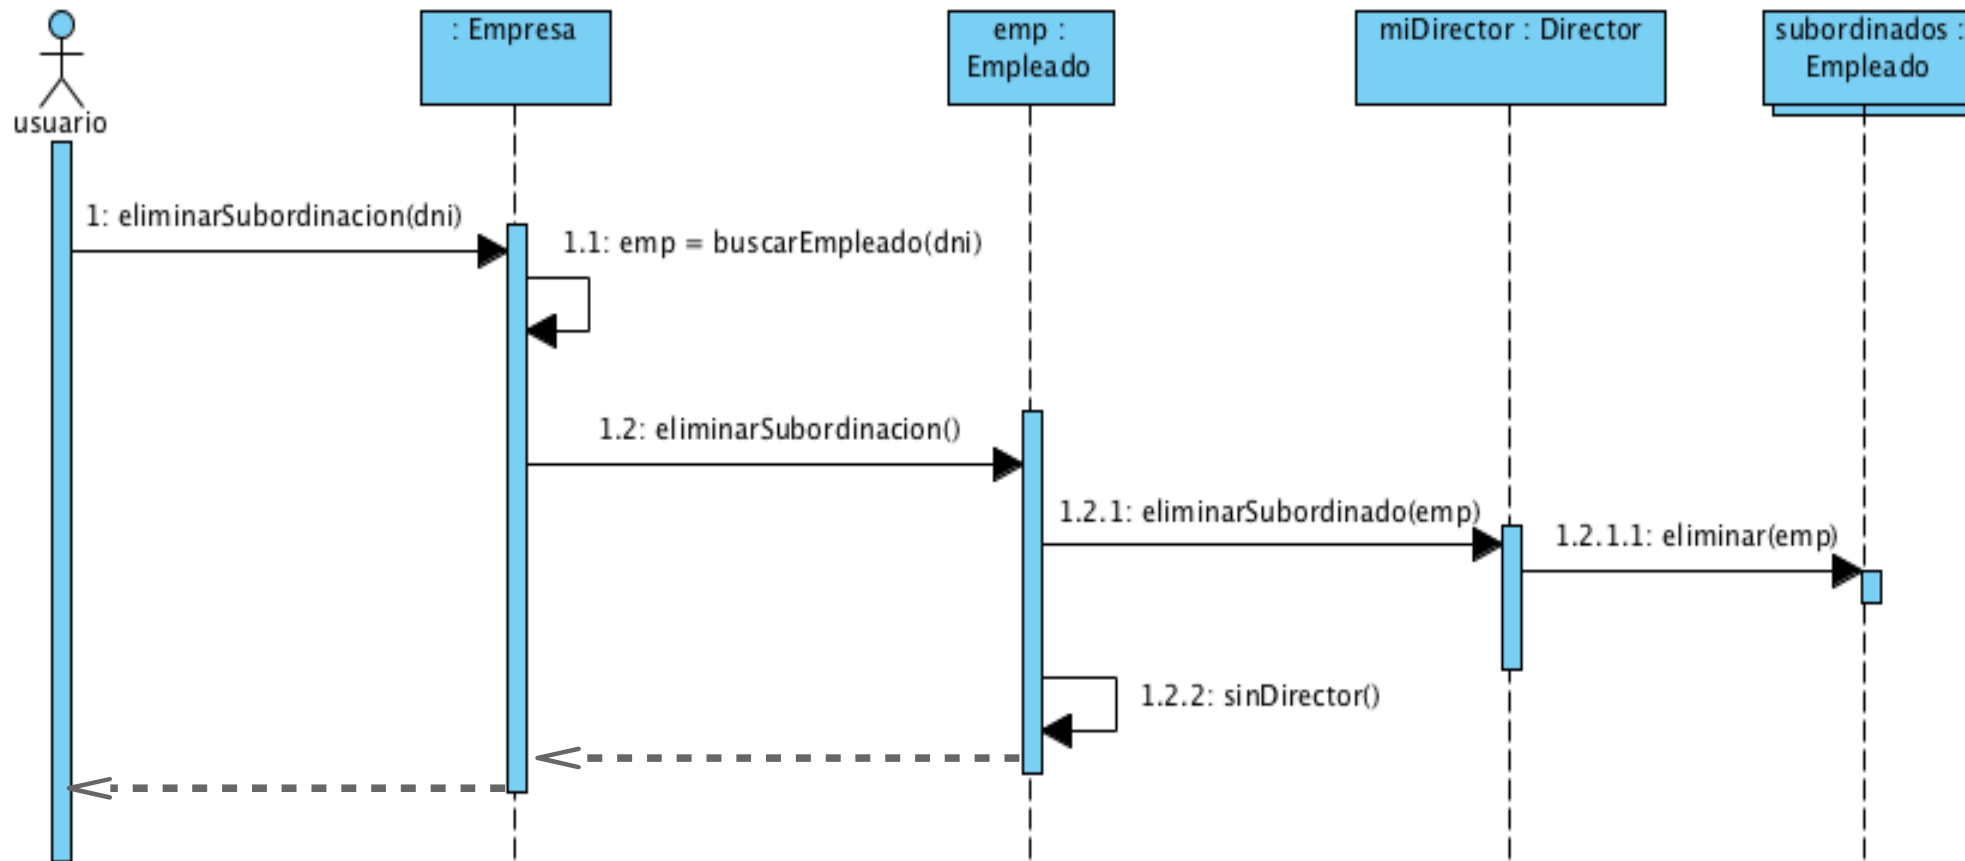 : Empresa
emp :
Empleado
miDirector : Director
subordinados :
Empleado
usuario
1: eliminarSubordinacion(dni)
1.1: emp = buscarEmpleado(dni)
1.2: eliminarSubordinacion()
1.2.1: eliminarSubordinado(emp)
1.2.1.1: eliminar(emp)
1.2.2: sinDirector()